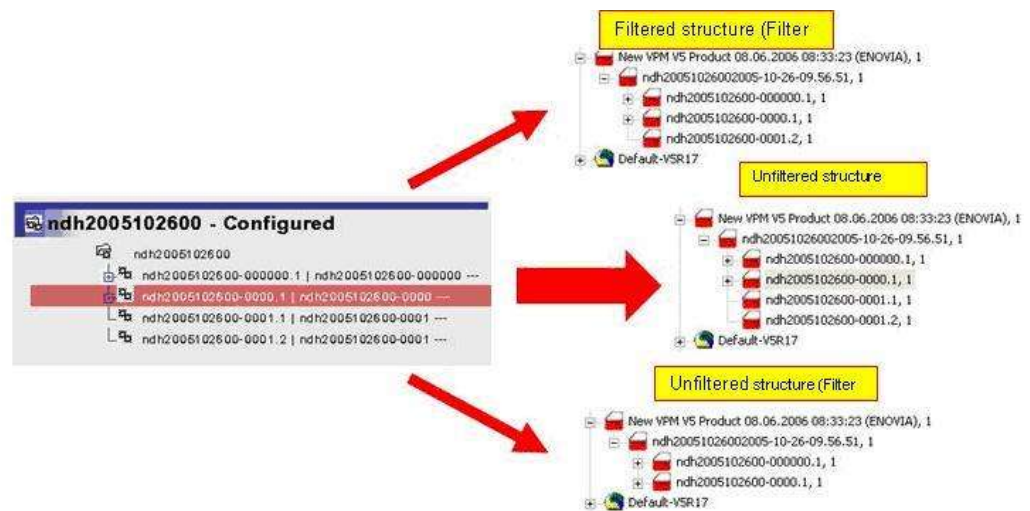 Filtered structure (Filter
New VPM V5 Product 08.06.2006 08:33:23 (ENOVIA), 1
ndh20051026002005-10-26-09.56.51, 1
ndh2005102600-000000.1, 1
ndh2005102600-0000.1, 1
ndh2005102600-0001.2, 1
Default-V5R17
Unfiltered structure
New VPM V5 Product 08.06.2006 08:33:23 (ENOVIA), 1
ndh20051026002005-10-26-09.56.51, 1
ndh2005102600-000000.1, 1
ndh2005102600-0000.1, 1
ndh2005102600-0001.1, 1
ndh2005102600-0001.2, 1
Default-V5R17
ndh2005102600 - Configured
ndh2005102600
ndh2005102600-000000.1 | ndh2005102600-000000 ---
ndh2005102600-0000.1 | ndh2005102600-0000 ---
ndh2005102600-0001.1 | ndh2005102600-0001 ---
ndh2005102600-0001.2 | ndh2005102600-0001 ---
Unfiltered structure (Filter
New VPM V5 Product 08.06.2006 08:33:23 (ENOVIA), 1
ndh20051026002005-10-26-09.56.51, 1
ndh2005102600-000000.1, 1
ndh2005102600-0000.1, 1
Default-V5R17